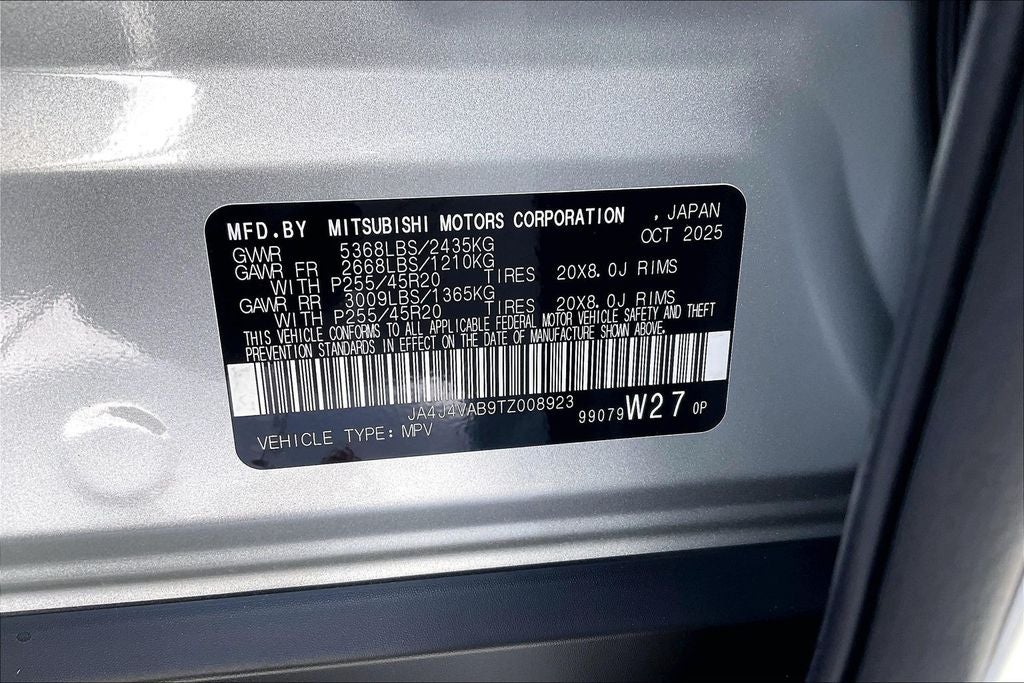 MFD.BY MITSUBISHI MOTORS CORPORATION , JAPAN
OCT 2025
GVWR 5368LBS/2435KG
GAWR FR 2668LBS/1210KG
WITH P255/45R20 TIRES 20X8.0J RIMS
GAWR RR 3009LBS/1365KG
WITH P255/45R20 TIRES 20X8.0J RIMS
THIS VEHICLE CONFORMS TO ALL APPLICABLE FEDERAL MOTOR VEHICLE SAFETY AND THEFT
PREVENTION STANDARDS IN EFFECT ON THE DATE OF MANUFACTURE SHOWN ABOVE.
JA4J4VAB9TZ008923
99079 W27 0P
VEHICLE TYPE: MPV